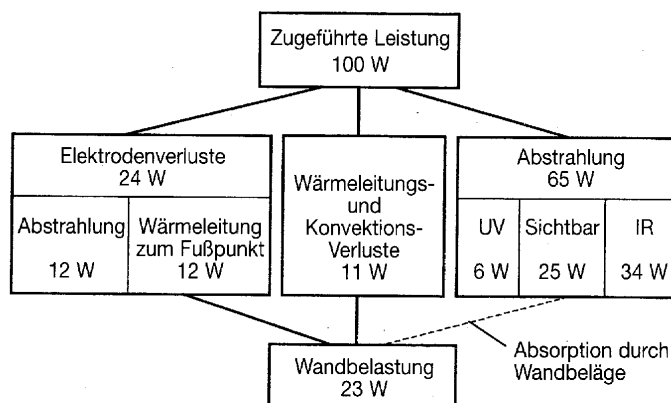 Zugeführte Leistung
100 W
Elektrodenverluste
24 W
Abstrahlung
12 W
Wärmeleitung
zum Fußpunkt
12 W
Wärmeleitungs-
und
Konvektions-
Verluste
11 W
Abstrahlung
65 W
UV
6 W
Sichtbar
25 W
IR
34 W
Wandbelastung
23 W
Absorption durch
Wandbeläge